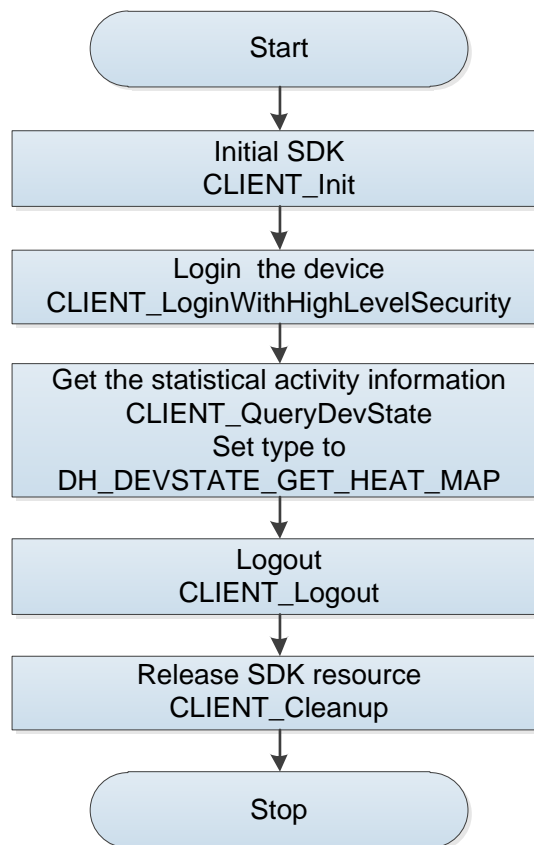 Start
Initial SDK
CLIENT_Init
Login the device
CLIENT_LoginWithHighLevelSecurity
Get the statistical activity information
CLIENT_QueryDevState
Set type to
DH_DEVSTATE_GET_HEAT_MAP
Logout
CLIENT_Logout
Release SDK resource
CLIENT_Cleanup
Stop